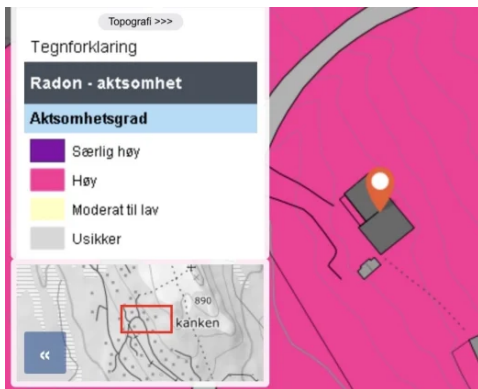 Topografi >>>
Tegnforklaring
Radon - aktsomhet
Aktsomhetsgrad
Særlig høy
Høy
Moderat til lav
Usikker
890
kanken
«